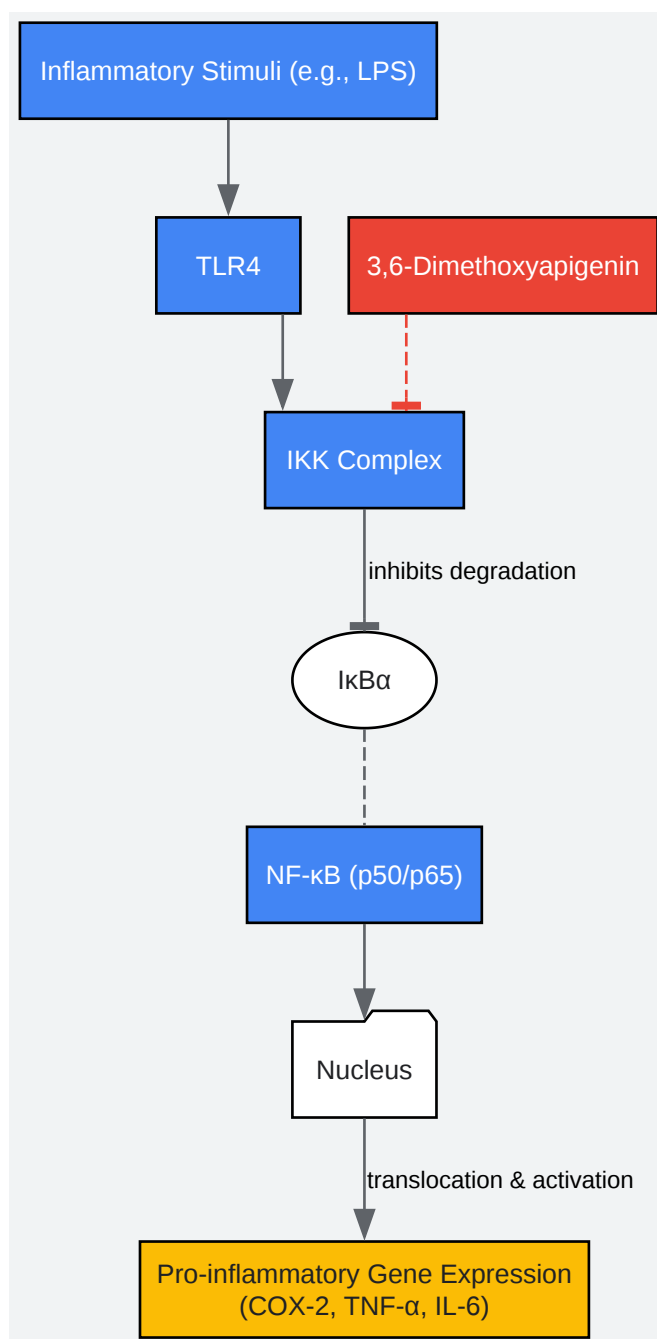 Inflammatory Stimuli (e.g., LPS)
TLR4
3,6-Dimethoxyapigenin
IKK Complex
inhibits degradation
IκBα
NF-κB (p50/p65)
Nucleus
translocation & activation
Pro-inflammatory Gene Expression
(COX-2, TNF-α, IL-6)